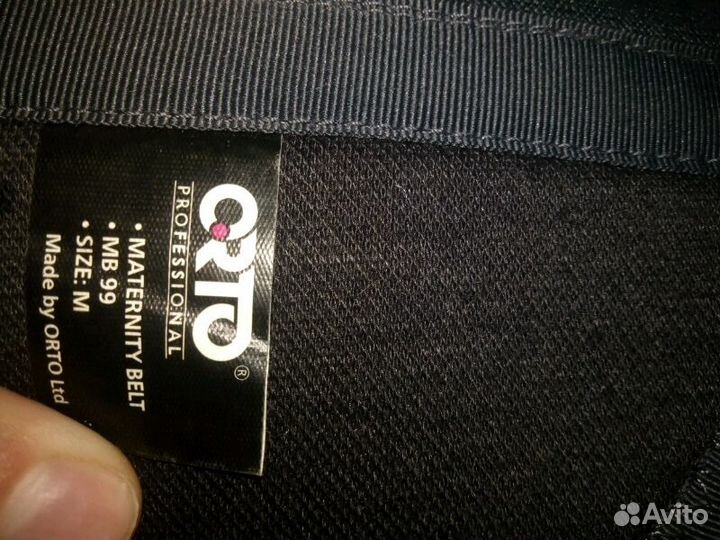 ORTO®
PROFESSIONAL
• MATERNITY BELT
• MB 99
• SIZE: M
Made by ORTO Ltd
Avito